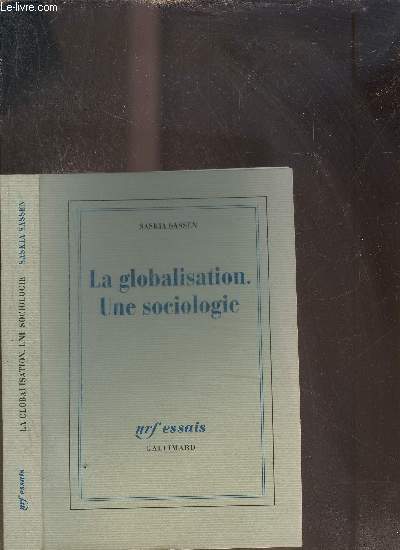 Le-livre.com
SASKIA SASSEN
La globalisation.
Une sociologie
nrf essais
GALLIMARD
nrf essais LA GLOBALISATION. UNE SOCIOLOGIE SASKIA SASSEN